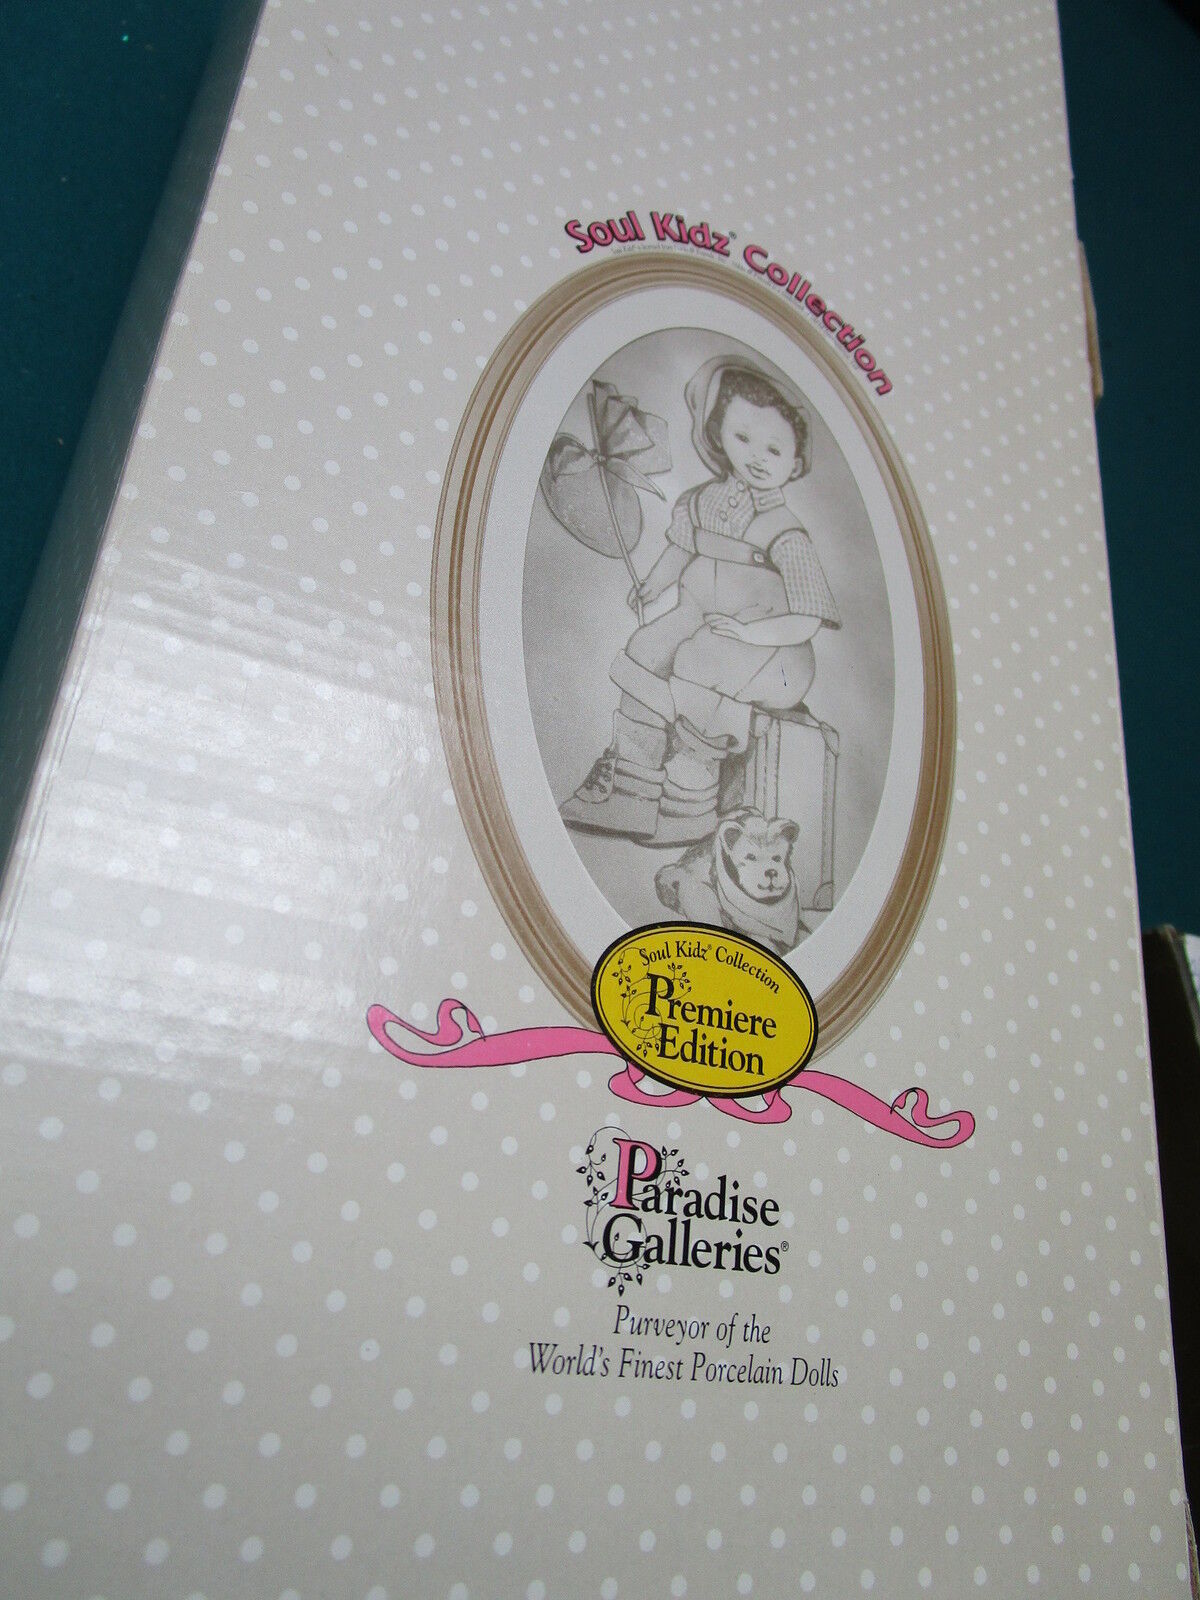 Soul Kidz® Collection
Soul Kidz® Collection
Premiere
Edition
Paradise
Galleries®
Purveyor of the
World's Finest Porcelain Dolls